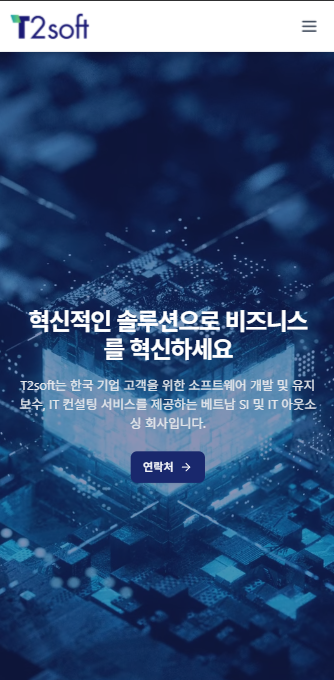 T2soft
혁신적인 솔루션으로 비즈니스
를 혁신하세요
T2soft는 한국 기업 고객을 위한 소프트웨어 개발 및 유지
보수, IT 컨설팅 서비스를 제공하는 베트남 SI 및 IT 아웃소
싱 회사입니다.
연락처 →